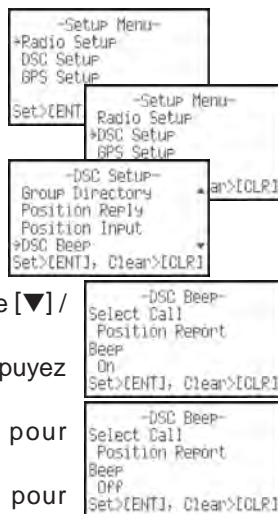 -Setup Menu-
Radio Setup
DSC Setup
GPS Setup
Set>[ENT
-Setup Menu-
Radio Setup
DSC Setup
GPS Setup
ar>[CLR]
-DSC Setup-
Group Directory
Position Reply
Position Input
DSC Beep
Set>[ENT], Clear>[CLR]
e [▼] /
-DSC Beep-
Select Call
Position Report
Beep
On
Set>[ENT], Clear>[CLR]
puyez
-DSC Beep-
Select Call
Position Report
Beep
Off
Set>[ENT], Clear>[CLR]
pour
pour